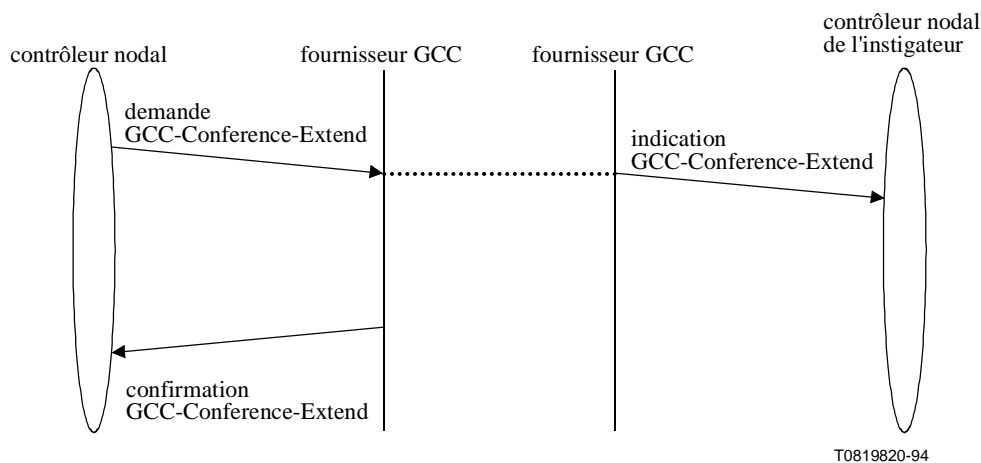 contrôleur nodal
fournisseur GCC
fournisseur GCC
contrôleur nodal
de l'instigateur
demande
GCC-Conference-Extend
indication
GCC-Conference-Extend
confirmation
GCC-Conference-Extend
T0819820-94